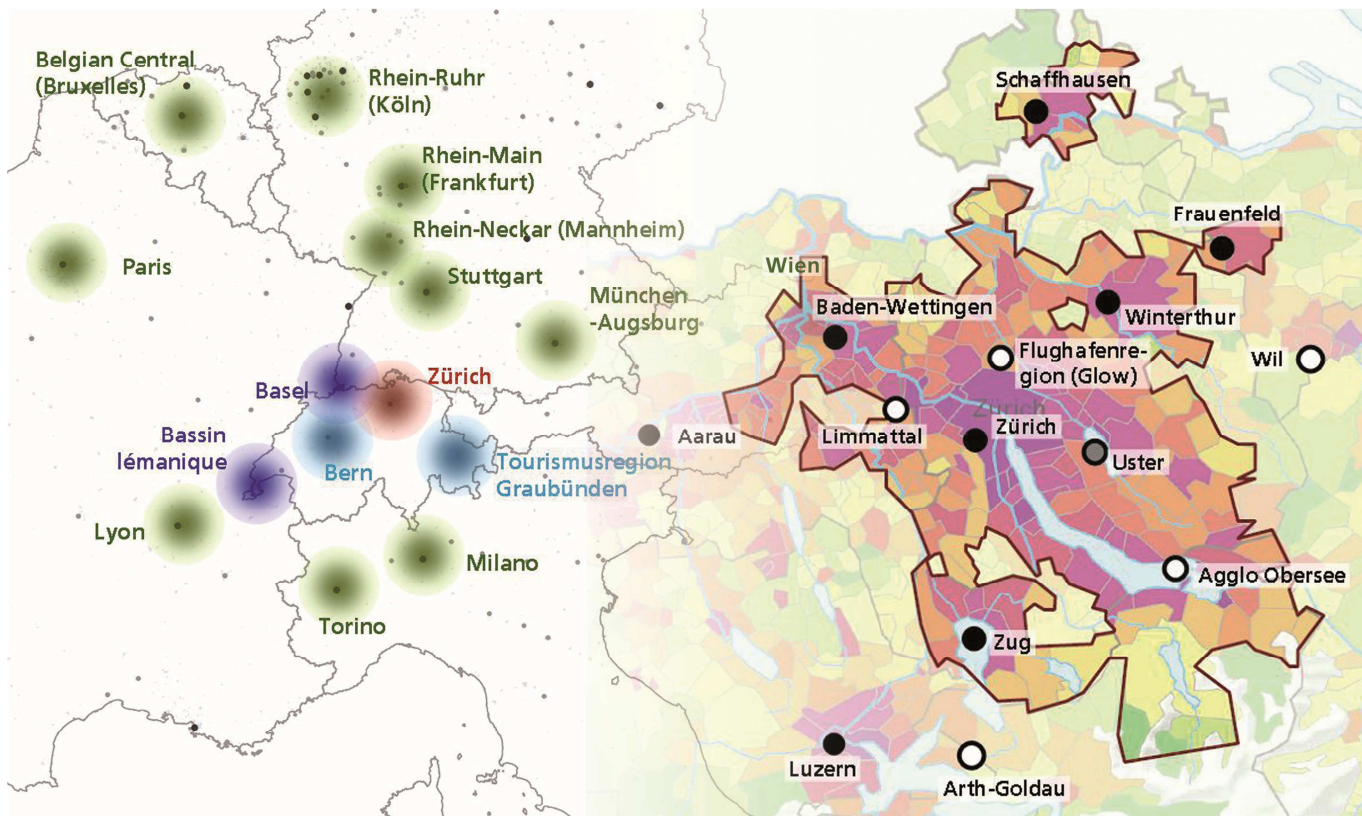 Belgian Central
(Bruxelles)
Rhein-Ruhr
(Köln)
Rhein-Main
(Frankfurt)
Rhein-Neckar (Mannheim)
Paris
Stuttgart
München
-Augsburg
Wien
Basel
Zürich
Bassin
lémanique
Bern
Tourismusregion
Graubünden
Lyon
Milano
Torino
Schaffhausen
Frauenfeld
Baden-Wettingen
Winterthur
Flughafenre-
gion (Glow)
Wil
Zürich
Aarau
Limmattal
Zürich
Uster
Agglo Obersee
Zug
Luzern
Arth-Goldau